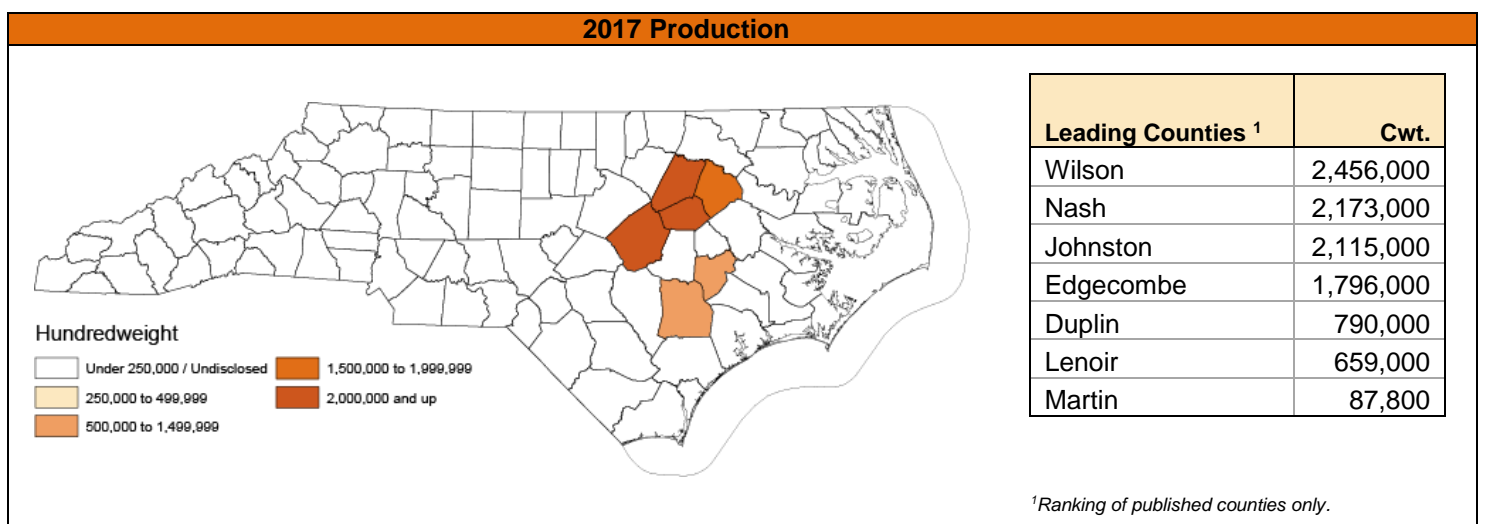 2017 Production
Leading Counties ¹ Cwt.
Wilson 2,456,000
Nash 2,173,000
Johnston 2,115,000
Edgecombe 1,796,000
Duplin 790,000
Lenoir 659,000
Martin 87,800
Hundredweight
Under 250,000 / Undisclosed 1,500,000 to 1,999,999
250,000 to 499,999 2,000,000 and up
500,000 to 1,499,999
¹Ranking of published counties only.